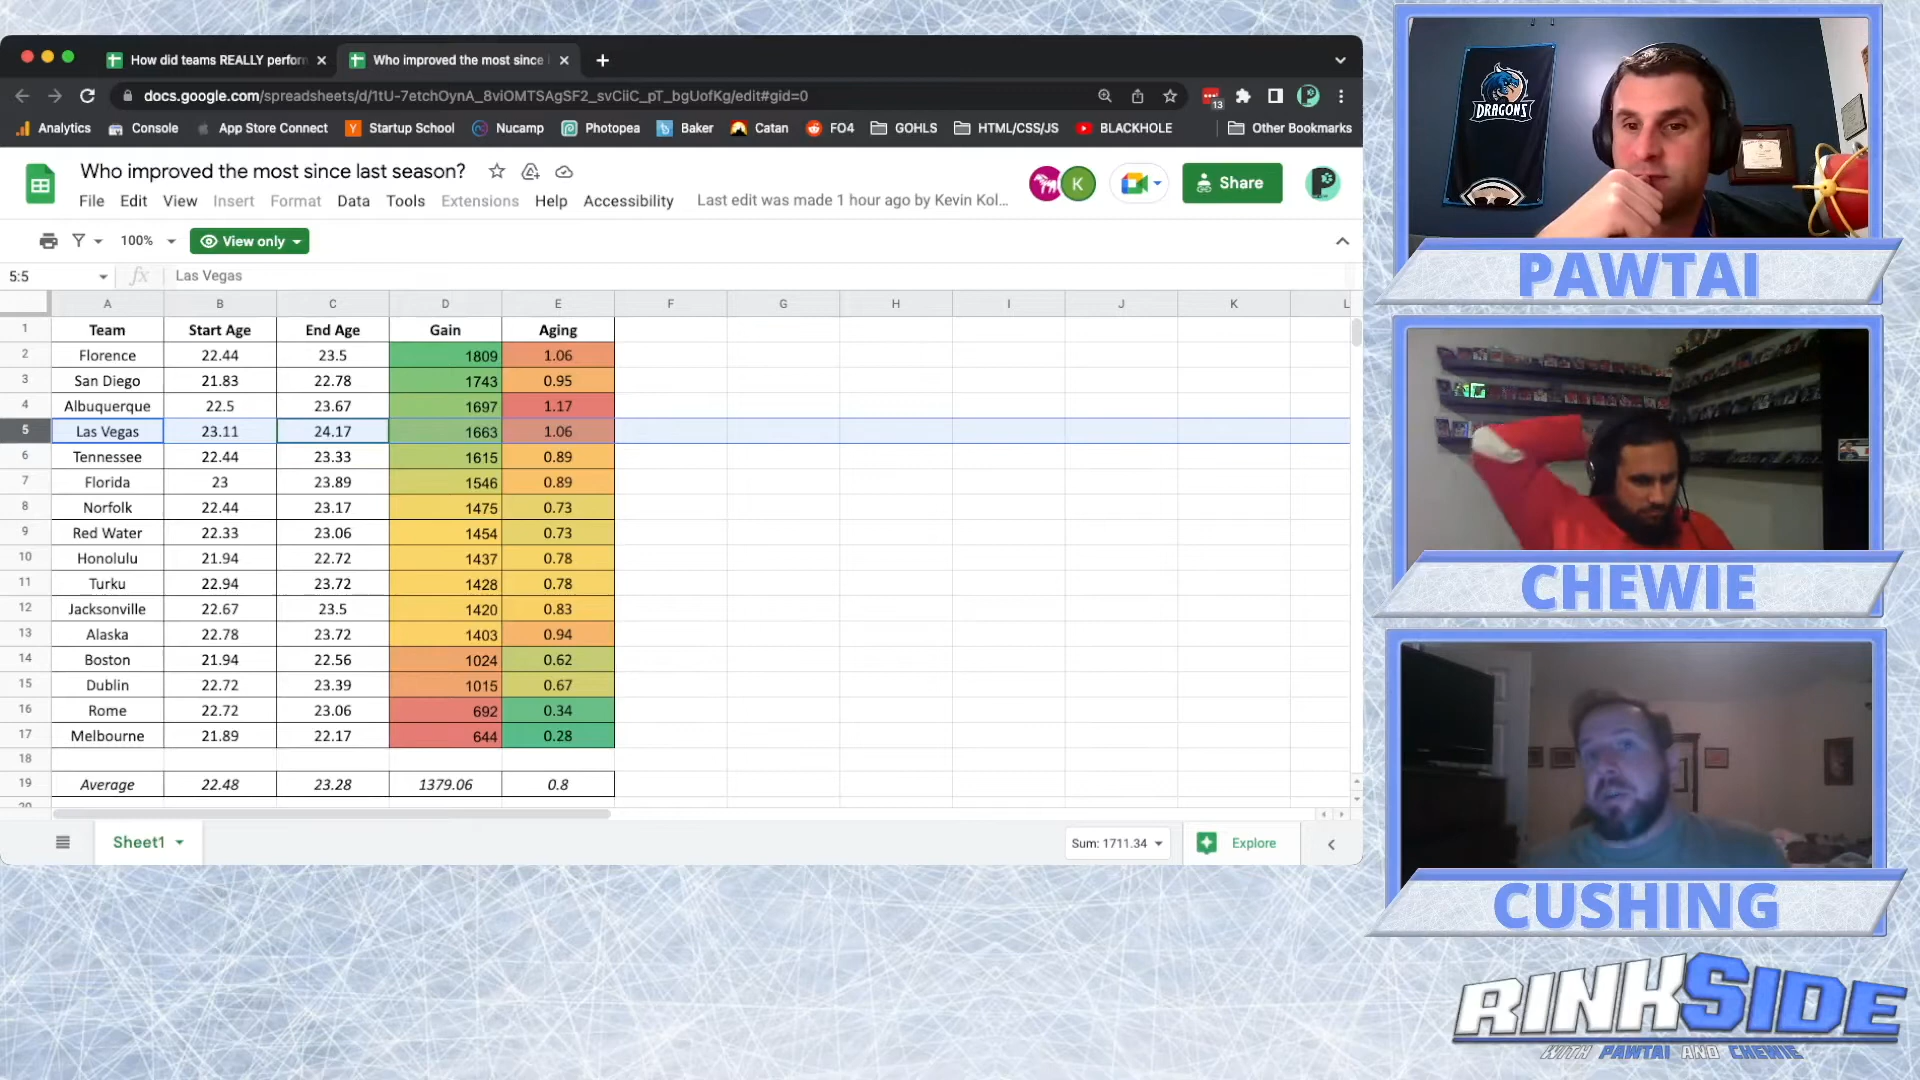 How did teams REALLY perfor
Who improved the most since
docs.google.com/spreadsheets/d/1tU-7etchOynA_8viOMTSAgSF2_svCiiC_pT_bgUofKg/edit#gid=0
13
Analytics Console App Store Connect Startup School Nucamp Photopea Baker Catan FO4 GOHLS HTML/CSS/JS BLACKHOLE Other Bookmarks
Who improved the most since last season?
K
Share
File Edit View Insert Format Data Tools Extensions Help Accessibility Last edit was made 1 hour ago by Kevin Kol...
100% View only
5:5 fx Las Vegas
A B C D E F G H I J K L
1 Team Start Age End Age Gain Aging
2 Florence 22.44 23.5 1809 1.06
3 San Diego 21.83 22.78 1743 0.95
4 Albuquerque 22.5 23.67 1697 1.17
5 Las Vegas 23.11 24.17 1663 1.06
6 Tennessee 22.44 23.33 1615 0.89
7 Florida 23 23.89 1546 0.89
8 Norfolk 22.44 23.17 1475 0.73
9 Red Water 22.33 23.06 1454 0.73
10 Honolulu 21.94 22.72 1437 0.78
11 Turku 22.94 23.72 1428 0.78
12 Jacksonville 22.67 23.5 1420 0.83
13 Alaska 22.78 23.72 1403 0.94
14 Boston 21.94 22.56 1024 0.62
15 Dublin 22.72 23.39 1015 0.67
16 Rome 22.72 23.06 692 0.34
17 Melbourne 21.89 22.17 644 0.28
18
19 Average 22.48 23.28 1379.06 0.8
Sheet1
Sum: 1711.34
Explore
DRAGONS
PAWTAI
CHEWIE
CUSHING
RINKSIDE
WITH PAWTAI AND CHEWIE